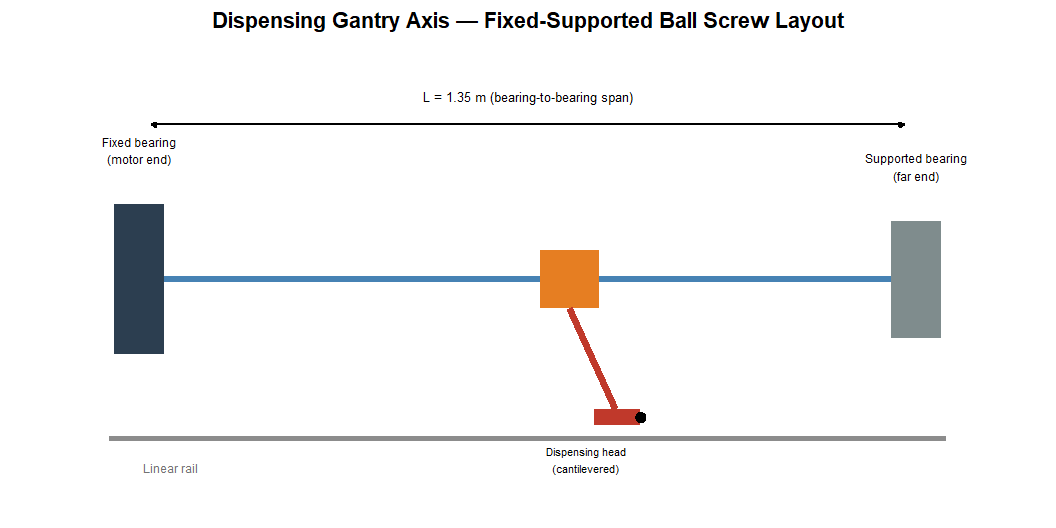 Dispensing Gantry Axis — Fixed-Supported Ball Screw Layout
L = 1.35 m (bearing-to-bearing span)
Fixed bearing
(motor end)
Supported bearing
(far end)
Dispensing head
(cantilevered)
Linear rail